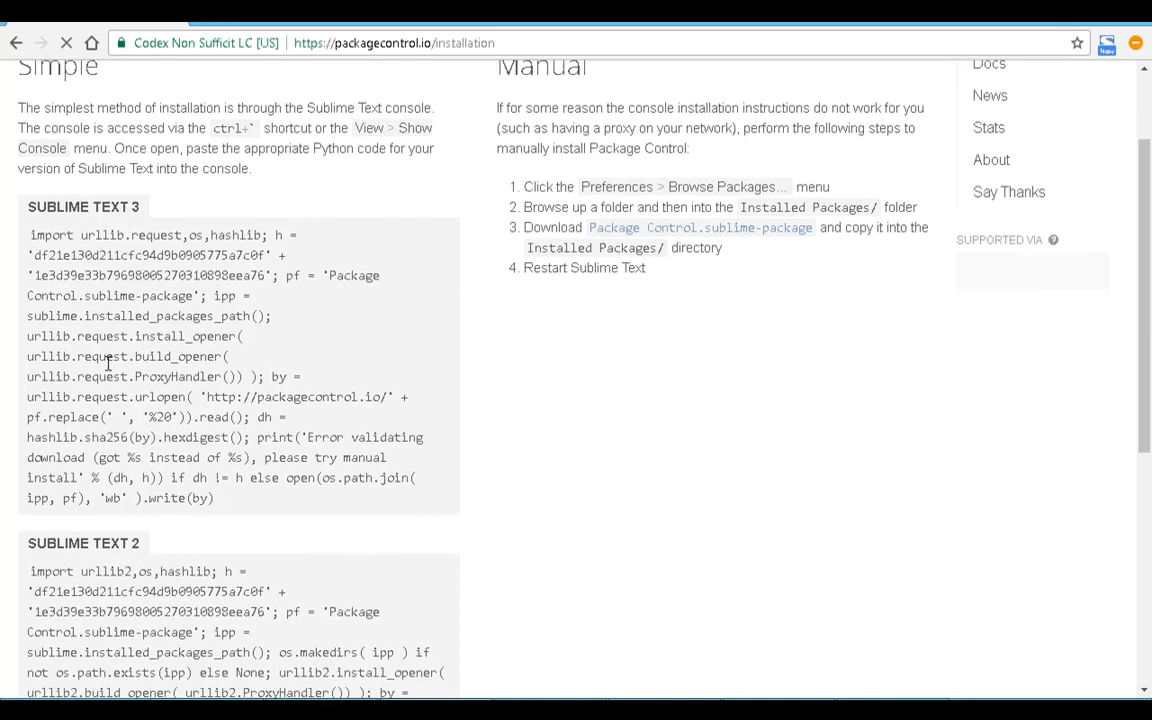 Codex Non Sufficit LC [US]
https://packagecontrol.io/installation
New
Simple
The simplest method of installation is through the Sublime Text console.
The console is accessed via the ctrl+` shortcut or the View > Show
Console menu. Once open, paste the appropriate Python code for your
version of Sublime Text into the console.
SUBLIME TEXT 3
import urllib.request,os,hashlib; h =
'df21e130d211cfc94d9b0905775a7c0f' +
'1e3d39e33b79698005270310898eea76'; pf = 'Package
Control.sublime-package'; ipp =
sublime.installed_packages_path();
urllib.request.install_opener(
urllib.request.build_opener(
urllib.request.ProxyHandler()) ); by =
urllib.request.urlopen( 'http://packagecontrol.io/' +
pf.replace(' ', '%20')).read(); dh =
hashlib.sha256(by).hexdigest(); print('Error validating
download (got %s instead of %s), please try manual
install' % (dh, h)) if dh != h else open(os.path.join(
ipp, pf), 'wb' ).write(by)
SUBLIME TEXT 2
import urllib2,os,hashlib; h =
'df21e130d211cfc94d9b0905775a7c0f' +
'1e3d39e33b79698005270310898eea76'; pf = 'Package
Control.sublime-package'; ipp =
sublime.installed_packages_path(); os.makedirs( ipp ) if
not os.path.exists(ipp) else None; urllib2.install_opener(
urllib2.build_opener( urllib2.ProxyHandler()) ); by =
Manual
If for some reason the console installation instructions do not work for you
(such as having a proxy on your network), perform the following steps to
manually install Package Control:
1. Click the Preferences > Browse Packages... menu
2. Browse up a folder and then into the Installed Packages/ folder
3. Download Package Control.sublime-package and copy it into the
Installed Packages/ directory
4. Restart Sublime Text
Docs
News
Stats
About
Say Thanks
SUPPORTED VIA ?